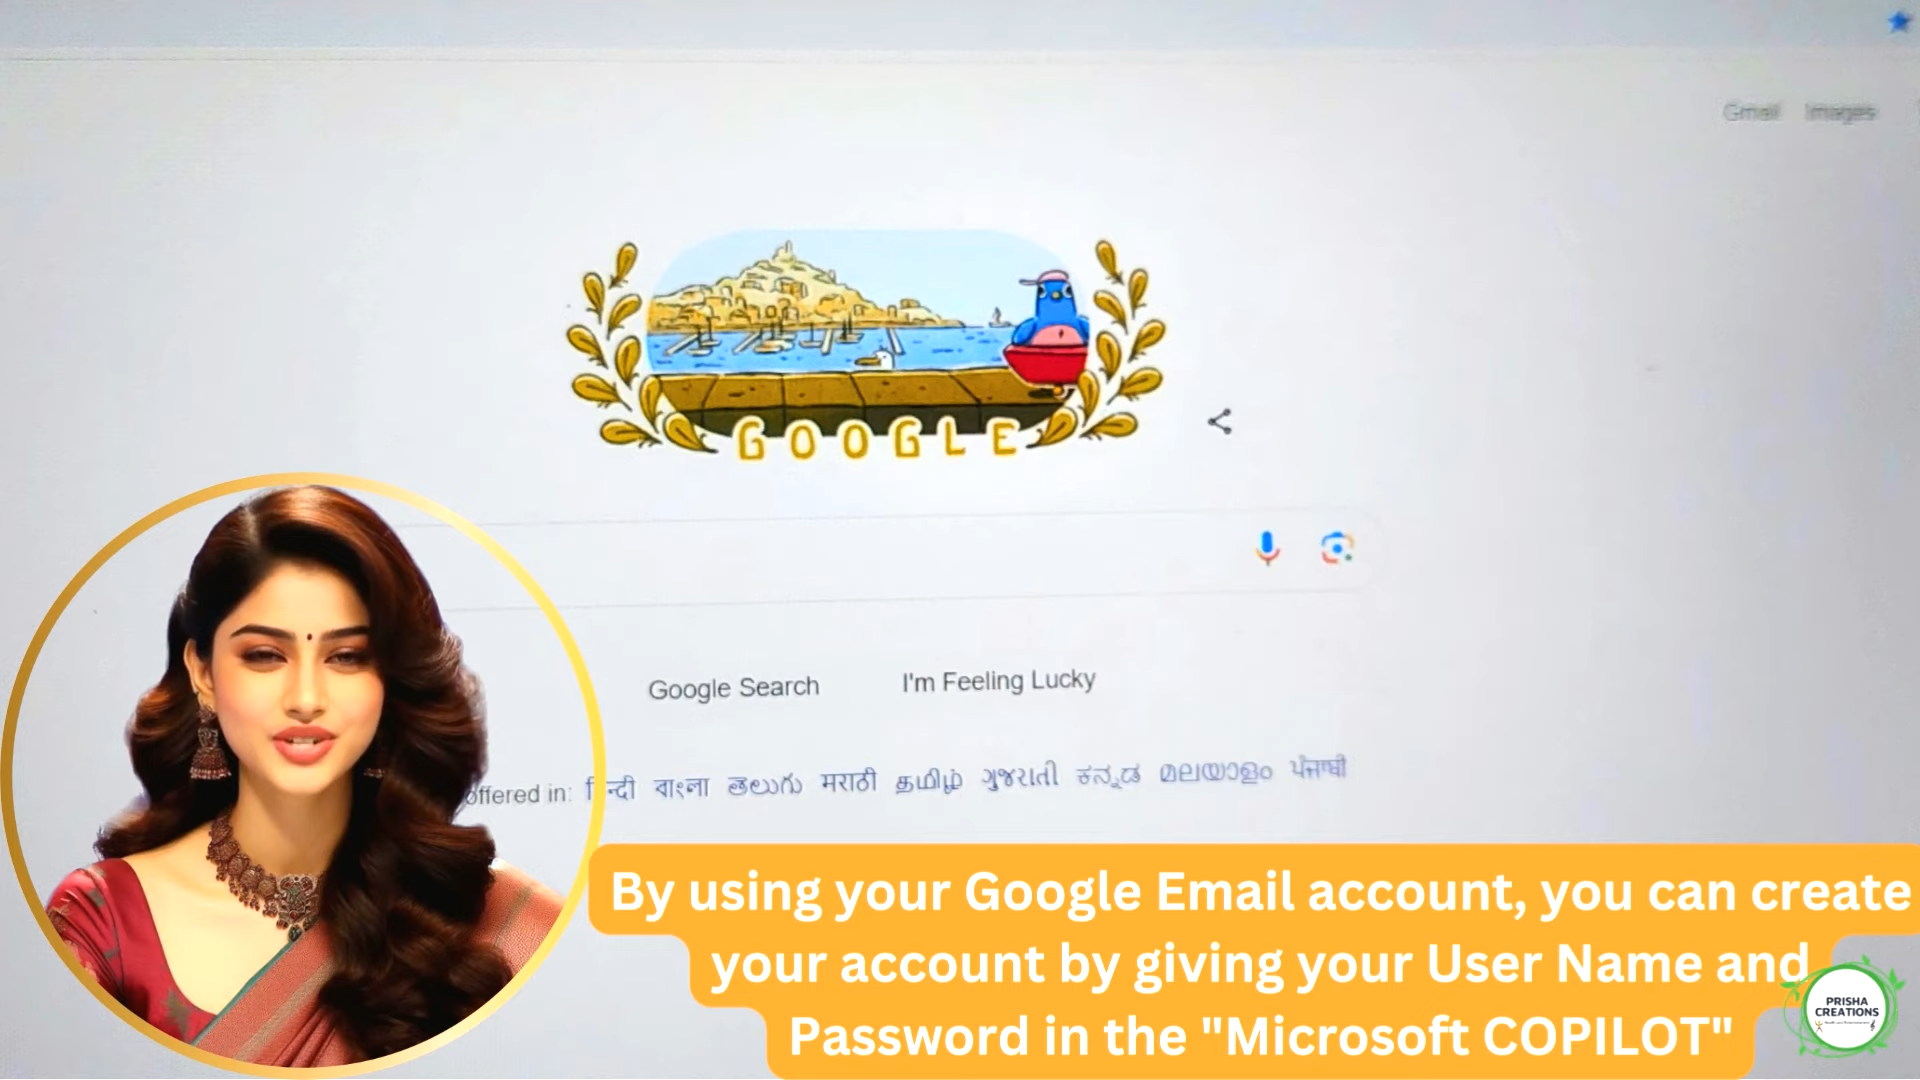 Gmail Images
GOOGLE
Google Search I'm Feeling Lucky
offered in: हिन्दी বাংলা తెలుగు मराठी தமிழ் ગુજરાતી ಕನ್ನಡ മലയാളം ਪੰਜਾਬੀ
By using your Google Email account, you can create
your account by giving your User Name and
Password in the "Microsoft COPILOT"
PRISHA
CREATIONS